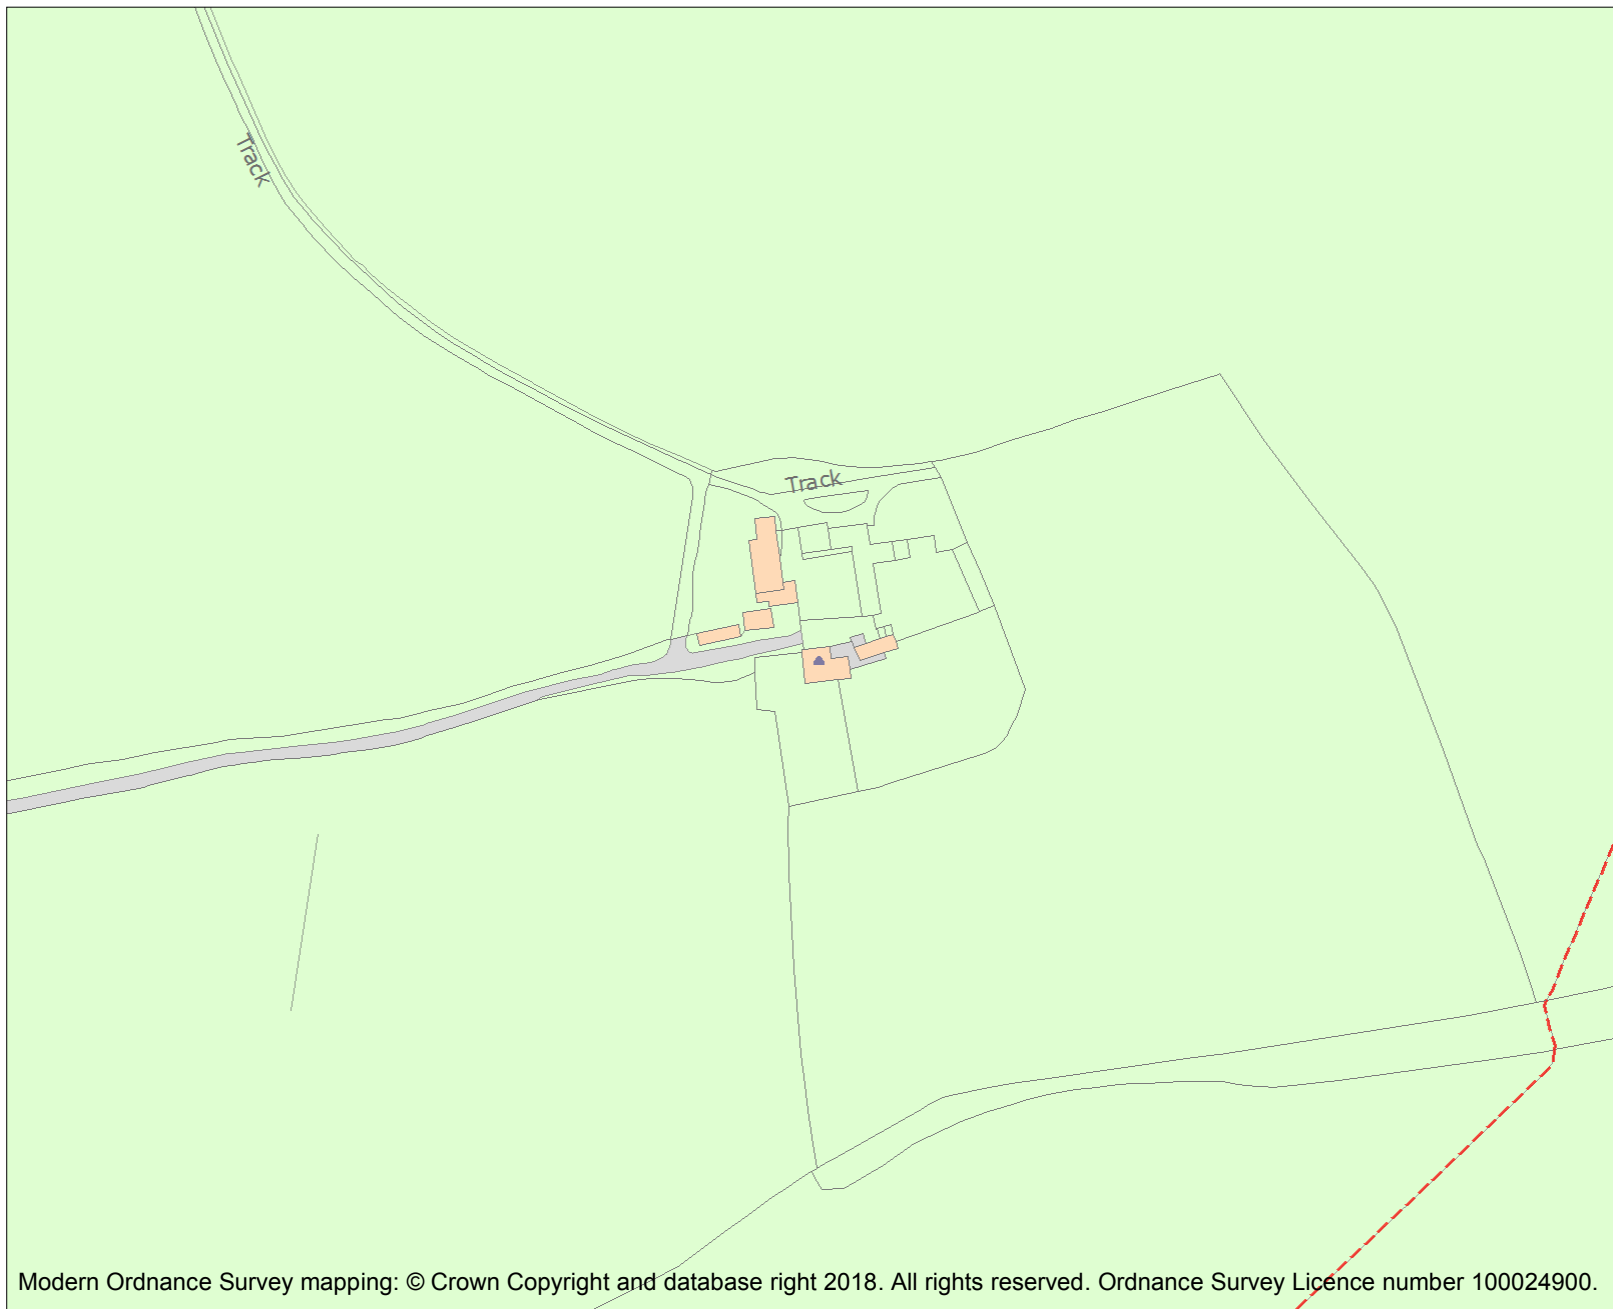 Track
Track
Modern Ordnance Survey mapping: © Crown Copyright and database right 2018. All rights reserved. Ordnance Survey Licence number 100024900.